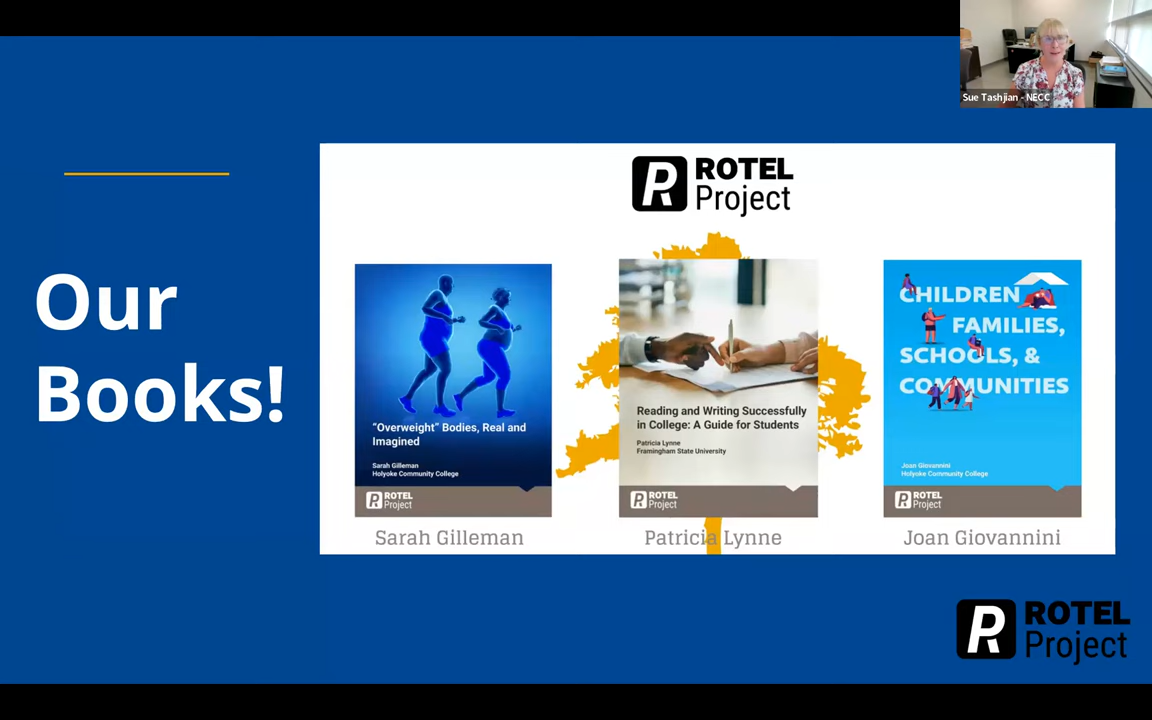 Sue Tashjian - NECC
Our
Books!
ROTEL
Project
"Overweight" Bodies, Real and
Imagined
Sarah Gilleman
Holyoke Community College
ROTEL
Project
Sarah Gilleman
Reading and Writing Successfully
in College: A Guide for Students
Patricia Lynne
Framingham State University
ROTEL
Project
Patricia Lynne
CHILDREN
FAMILIES,
SCHOOLS, &
COMMUNITIES
Joan Giovannini
Holyoke Community College
ROTEL
Project
Joan Giovannini
ROTEL
Project